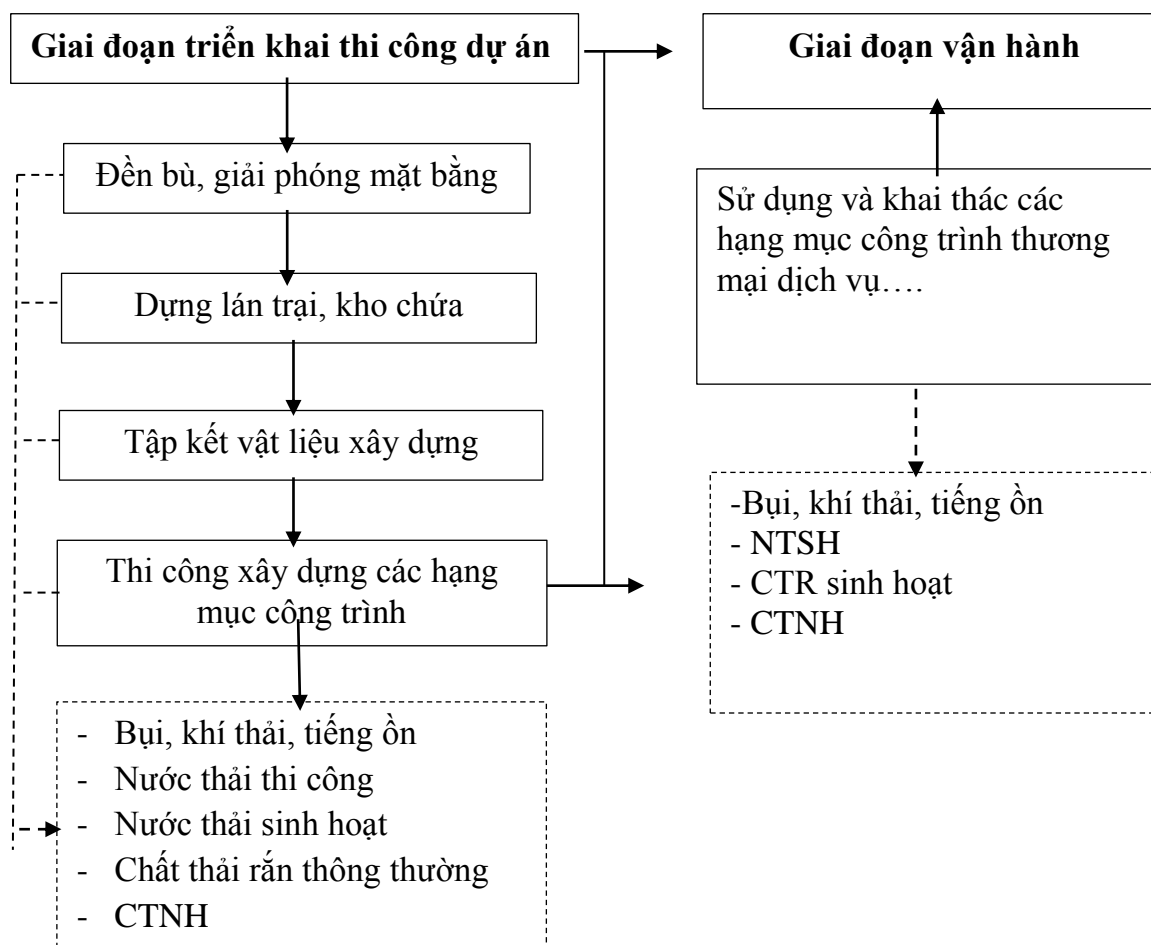 Giai đoạn triển khai thi công dự án
Đền bù, giải phóng mặt bằng
Dựng lán trại, kho chứa
Tập kết vật liệu xây dựng
Thi công xây dựng các hạng
mục công trình
- Bụi, khí thải, tiếng ồn
- Nước thải thi công
- Nước thải sinh hoạt
- Chất thải rắn thông thường
- CTNH
Giai đoạn vận hành
Sử dụng và khai thác các
hạng mục công trình thương
mại dịch vụ….
-Bụi, khí thải, tiếng ồn
- NTSH
- CTR sinh hoạt
- CTNH